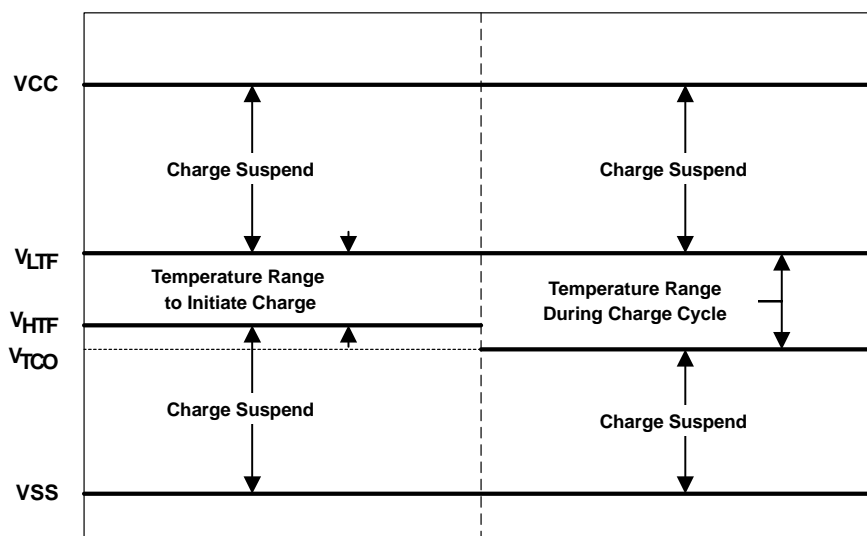 VCC
Charge Suspend
Charge Suspend
VLTF
Temperature Range
to Initiate Charge
Temperature Range
During Charge Cycle
VHTF
VTCO
Charge Suspend
Charge Suspend
VSS